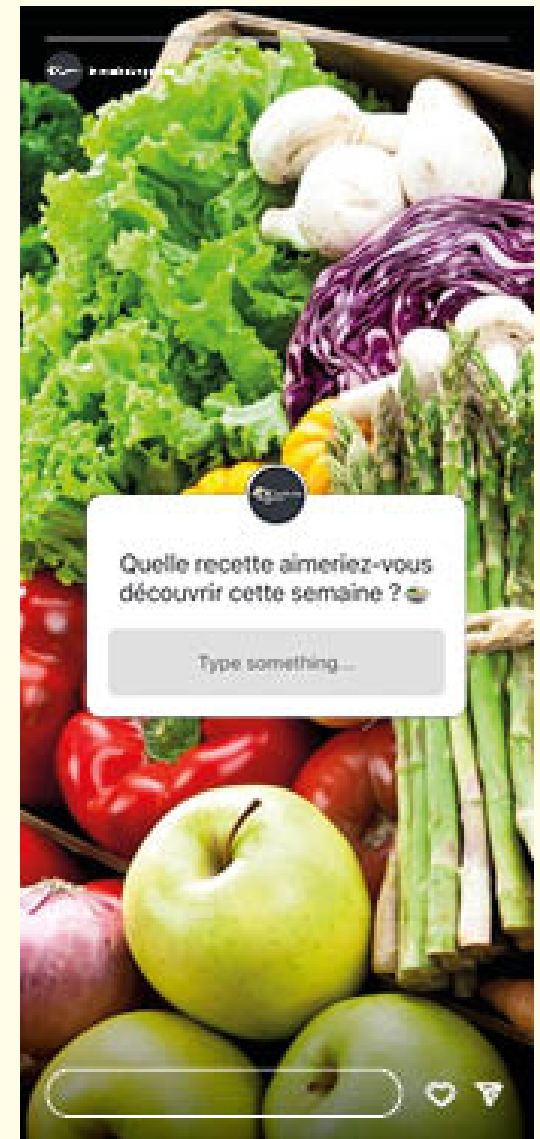 Quelle recette aimeriez-vous
découvrir cette semaine ? 🥗
Type something...